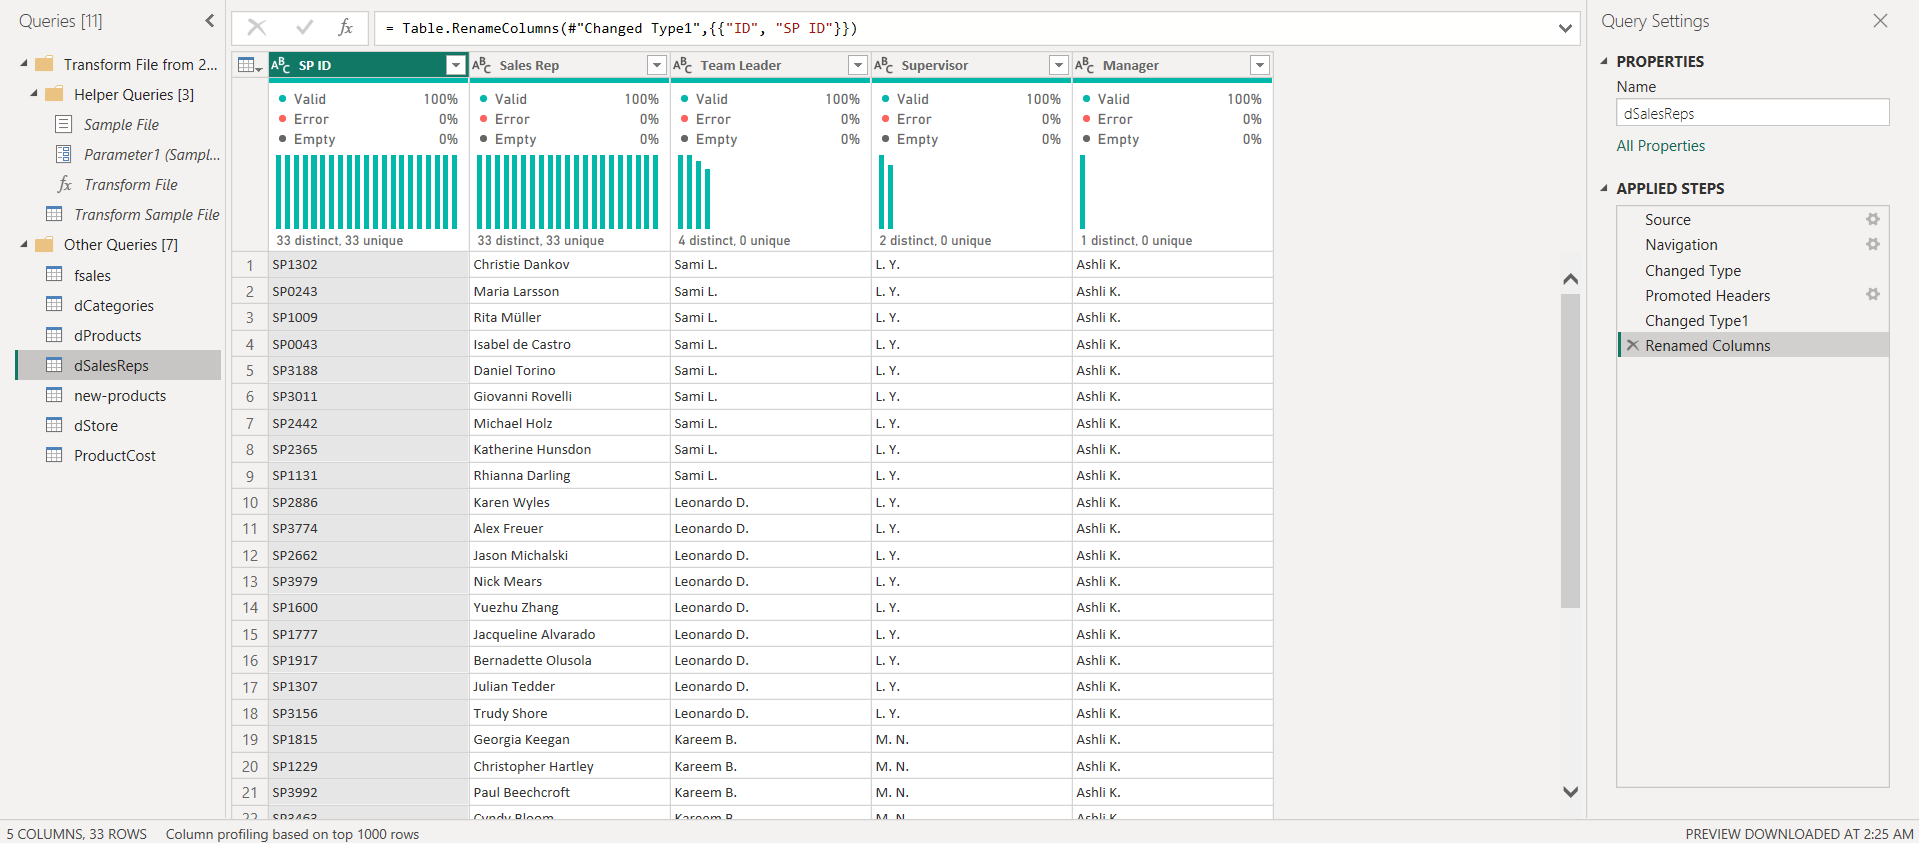 Queries [11]
Transform File from 2...
Helper Queries [3]
Sample File
Parameter1 (Sampl...
fx Transform File
Transform Sample File
Other Queries [7]
fsales
dCategories
dProducts
dSalesReps
new-products
dStore
ProductCost
fx = Table.RenameColumns(#"Changed Type1",{{"ID", "SP ID"}})
ABC SP ID ABC Sales Rep ABC Team Leader ABC Supervisor ABC Manager
Valid 100% Valid 100% Valid 100% Valid 100% Valid 100%
Error 0% Error 0% Error 0% Error 0% Error 0%
Empty 0% Empty 0% Empty 0% Empty 0% Empty 0%
33 distinct, 33 unique 33 distinct, 33 unique 4 distinct, 0 unique 2 distinct, 0 unique 1 distinct, 0 unique
1 SP1302 Christie Dankov Sami L. L. Y. Ashli K.
2 SP0243 Maria Larsson Sami L. L. Y. Ashli K.
3 SP1009 Rita Müller Sami L. L. Y. Ashli K.
4 SP0043 Isabel de Castro Sami L. L. Y. Ashli K.
5 SP3188 Daniel Torino Sami L. L. Y. Ashli K.
6 SP3011 Giovanni Rovelli Sami L. L. Y. Ashli K.
7 SP2442 Michael Holz Sami L. L. Y. Ashli K.
8 SP2365 Katherine Hunsdon Sami L. L. Y. Ashli K.
9 SP1131 Rhianna Darling Sami L. L. Y. Ashli K.
10 SP2886 Karen Wyles Leonardo D. L. Y. Ashli K.
11 SP3774 Alex Freuer Leonardo D. L. Y. Ashli K.
12 SP2662 Jason Michalski Leonardo D. L. Y. Ashli K.
13 SP3979 Nick Mears Leonardo D. L. Y. Ashli K.
14 SP1600 Yuezhu Zhang Leonardo D. L. Y. Ashli K.
15 SP1777 Jacqueline Alvarado Leonardo D. L. Y. Ashli K.
16 SP1917 Bernadette Olusola Leonardo D. L. Y. Ashli K.
17 SP1307 Julian Tedder Leonardo D. L. Y. Ashli K.
18 SP3156 Trudy Shore Leonardo D. L. Y. Ashli K.
19 SP1815 Georgia Keegan Kareem B. M. N. Ashli K.
20 SP1229 Christopher Hartley Kareem B. M. N. Ashli K.
21 SP3992 Paul Beechcroft Kareem B. M. N. Ashli K.
22 SP3463 Cyndy Bloom Kareem B. M. N. Ashli K.
Query Settings
PROPERTIES
Name
dSalesReps
All Properties
APPLIED STEPS
Source
Navigation
Changed Type
Promoted Headers
Changed Type1
Renamed Columns
5 COLUMNS, 33 ROWS Column profiling based on top 1000 rows PREVIEW DOWNLOADED AT 2:25 AM